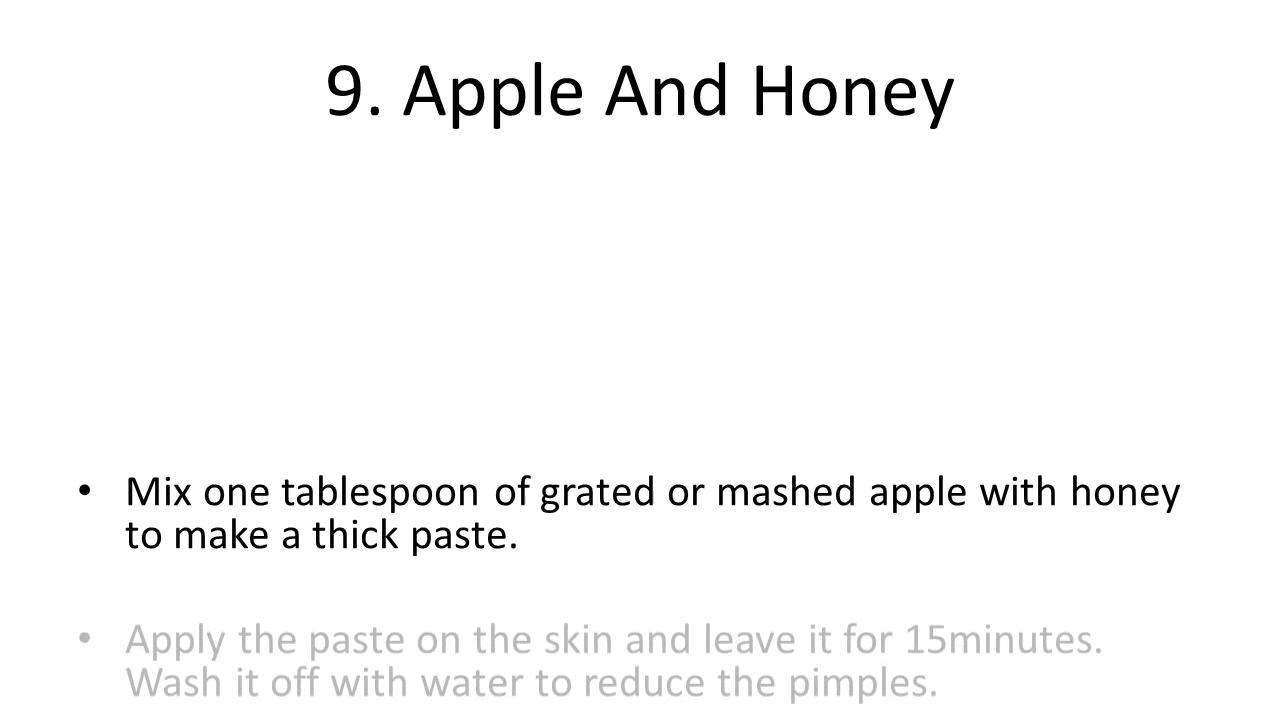 9. Apple And Honey
• Mix one tablespoon of grated or mashed apple with honey
to make a thick paste.
• Apply the paste on the skin and leave it for 15minutes.
Wash it off with water to reduce the pimples.